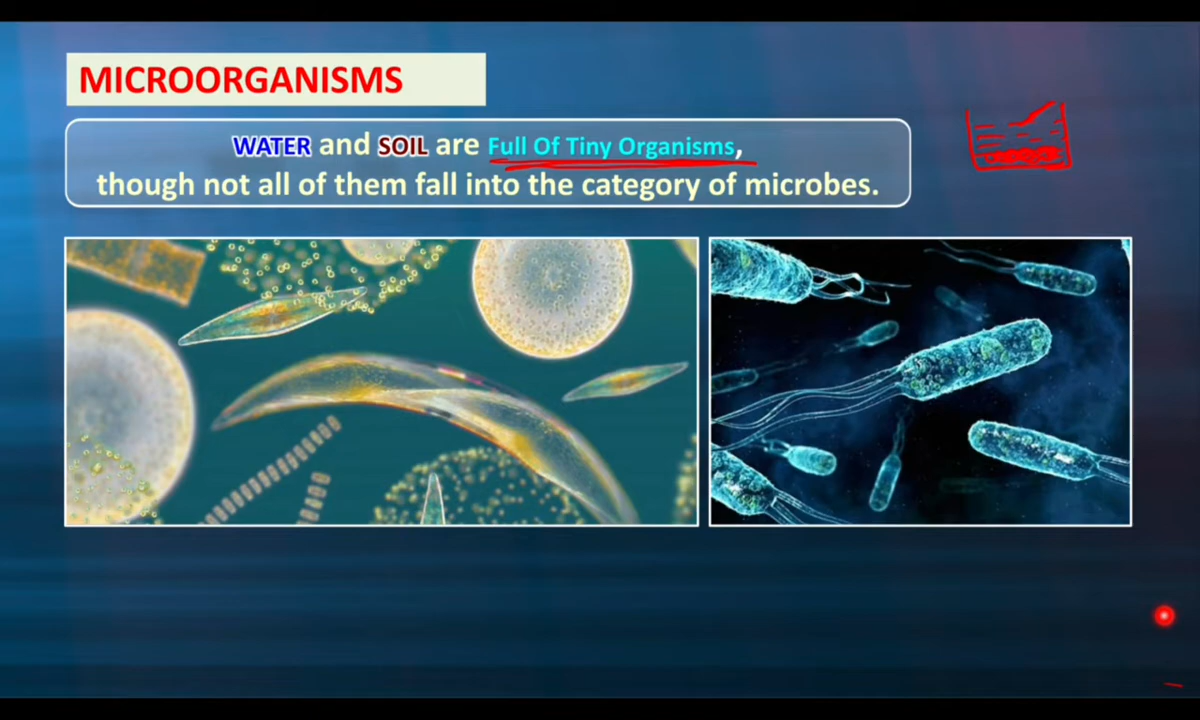 MICROORGANISMS
WATER and SOIL are Full Of Tiny Organisms,
though not all of them fall into the category of microbes.